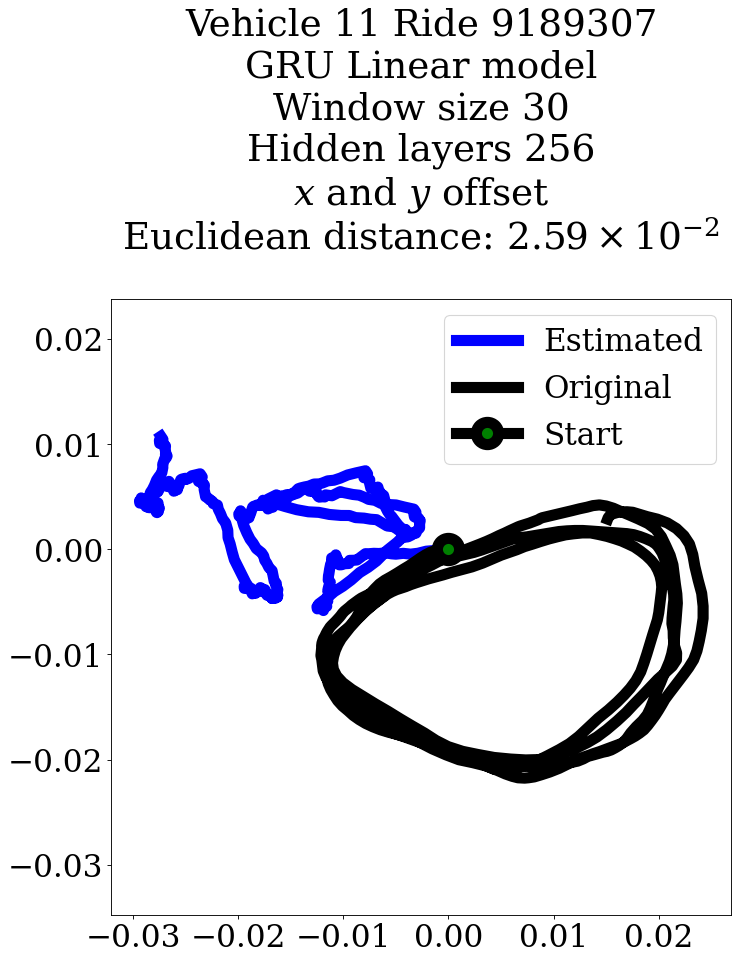 Vehicle 11 Ride 9189307
GRU Linear model
Window size 30
Hidden layers 256
x and y offset
Euclidean distance: 2.59 × 10⁻²
Estimated
Original
Start
0.02
0.01
0.00
−0.01
−0.02
−0.03
−0.03 −0.02 −0.01 0.00 0.01 0.02